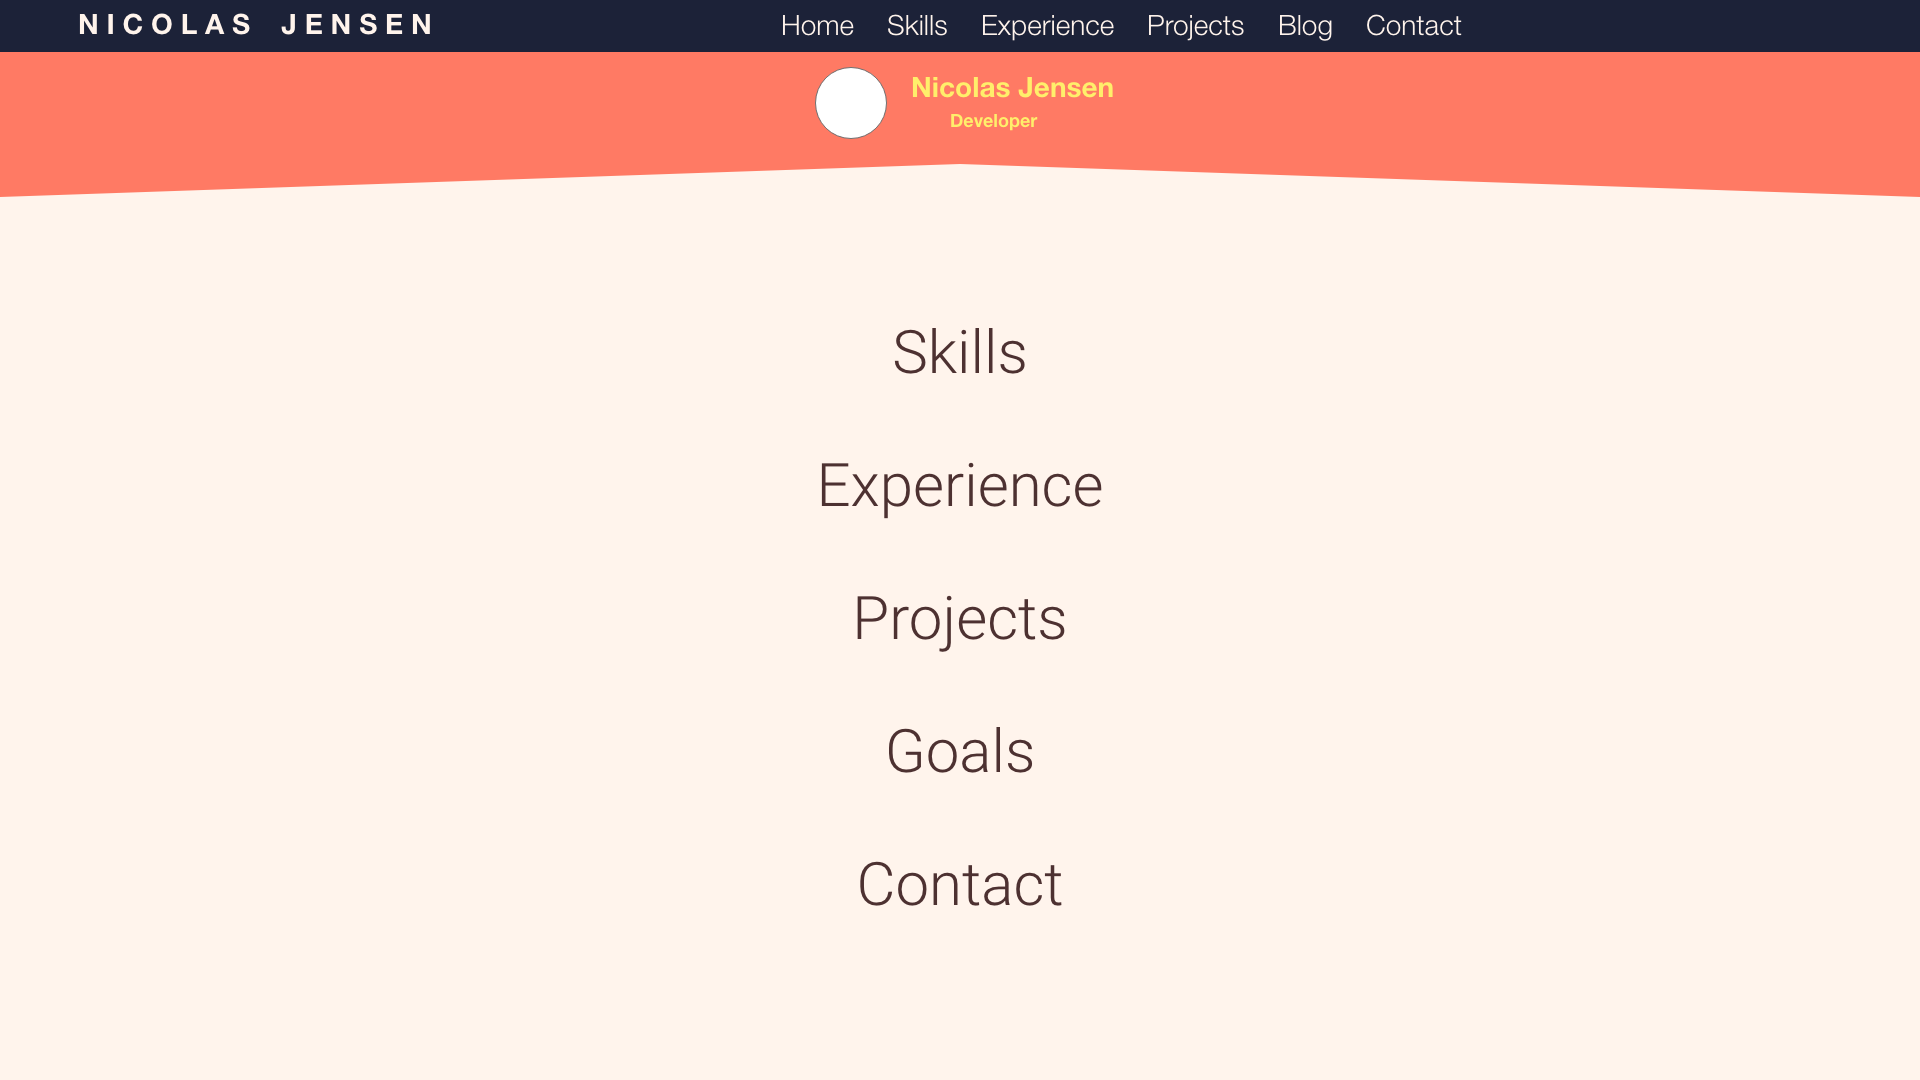 NICOLAS JENSEN
Home Skills Experience Projects Blog Contact
Nicolas Jensen
Developer
Skills
Experience
Projects
Goals
Contact